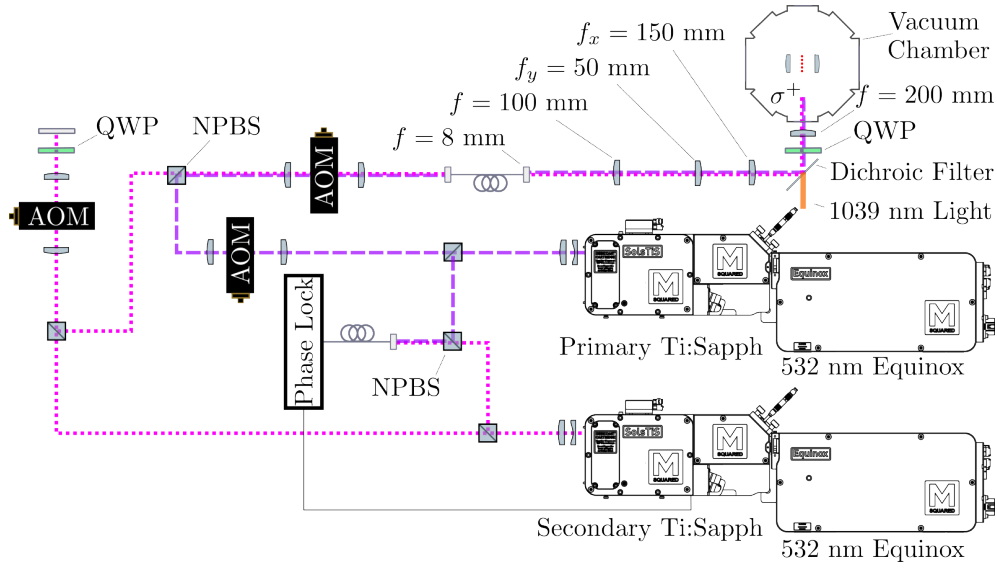 Vacuum
Chamber
f_x = 150 mm
f_y = 50 mm
f = 100 mm
f = 8 mm
σ⁺
f = 200 mm
QWP
Dichroic Filter
1039 nm Light
QWP
NPBS
AOM
AOM
AOM
Phase Lock
NPBS
SolsTiS
M
SQUARED
M
SQUARED
Equinox
M
SQUARED
Primary Ti:Sapph
532 nm Equinox
SolsTiS
M
SQUARED
M
SQUARED
Equinox
M
SQUARED
Secondary Ti:Sapph
532 nm Equinox